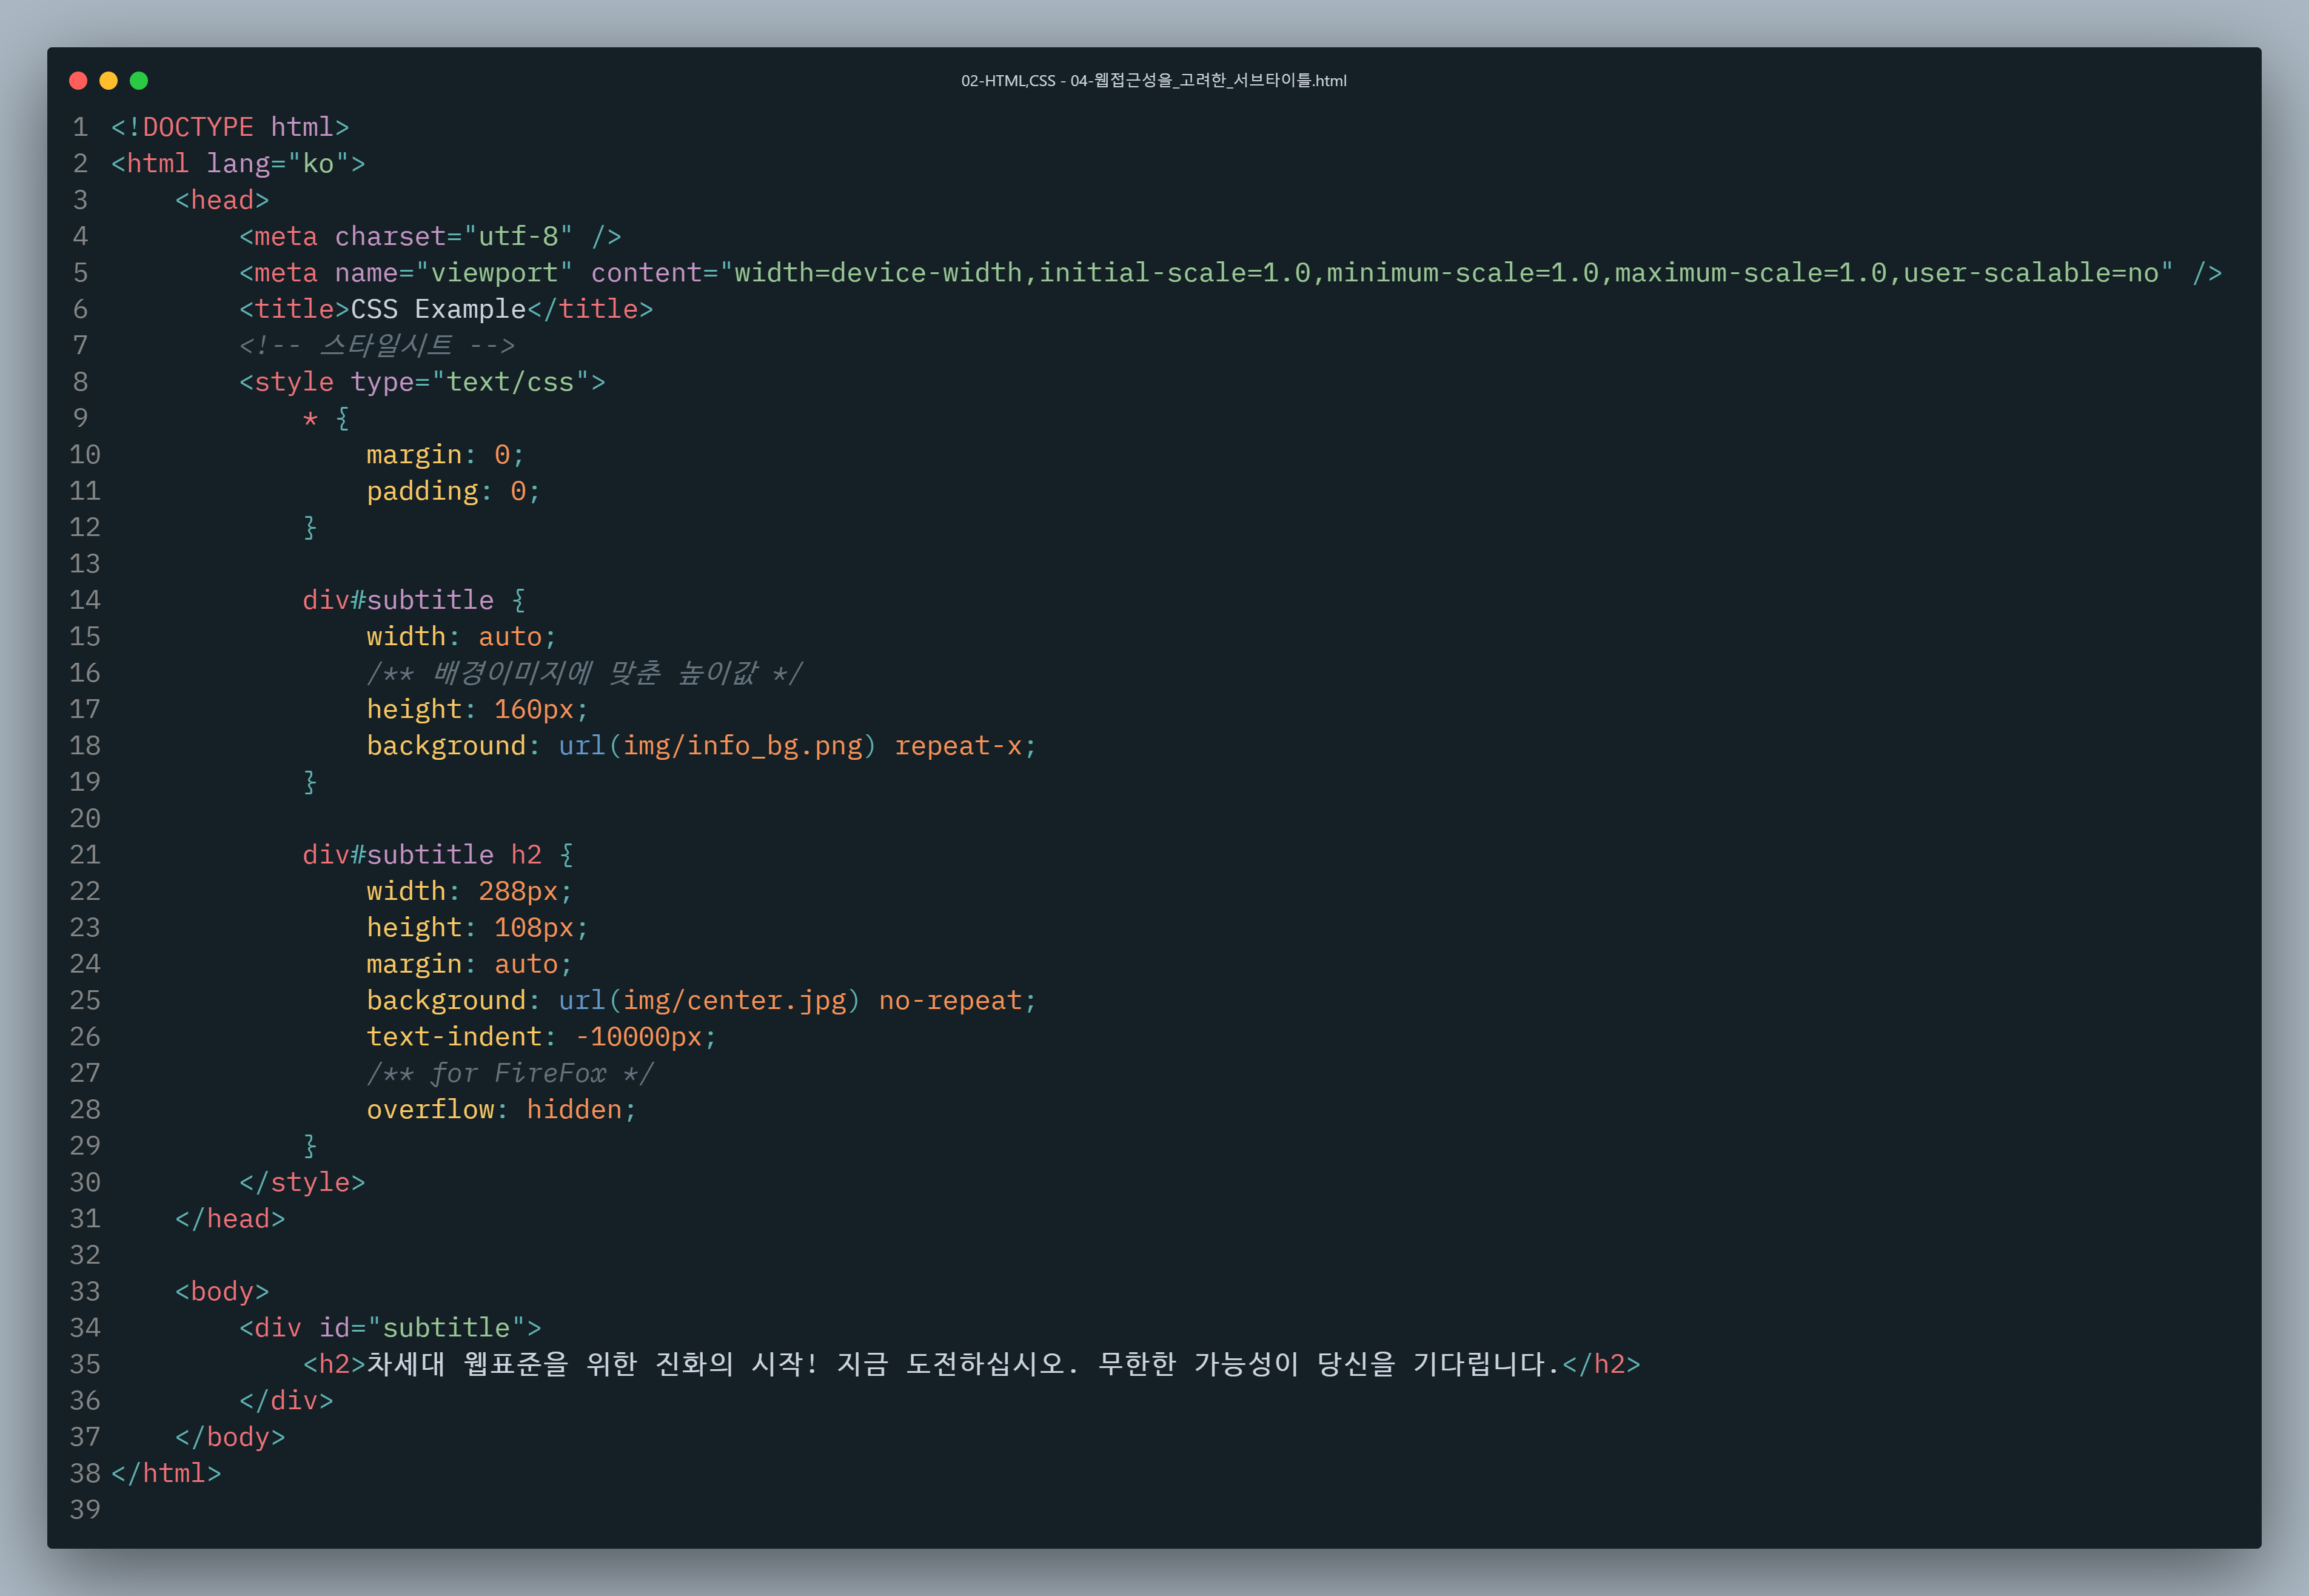 02-HTML,CSS - 04-웹접근성을_고려한_서브타이틀.html
1 <!DOCTYPE html>
2 <html lang="ko">
3     <head>
4         <meta charset="utf-8" />
5         <meta name="viewport" content="width=device-width,initial-scale=1.0,minimum-scale=1.0,maximum-scale=1.0,user-scalable=no" />
6         <title>CSS Example</title>
7         <!-- 스타일시트 -->
8         <style type="text/css">
9             * {
10                 margin: 0;
11                 padding: 0;
12             }
13
14             div#subtitle {
15                 width: auto;
16                 /** 배경이미지에 맞춘 높이값 */
17                 height: 160px;
18                 background: url(img/info_bg.png) repeat-x;
19             }
20
21             div#subtitle h2 {
22                 width: 288px;
23                 height: 108px;
24                 margin: auto;
25                 background: url(img/center.jpg) no-repeat;
26                 text-indent: -10000px;
27                 /** for FireFox */
28                 overflow: hidden;
29             }
30         </style>
31     </head>
32
33     <body>
34         <div id="subtitle">
35             <h2>차세대 웹표준을 위한 진화의 시작! 지금 도전하십시오. 무한한 가능성이 당신을 기다립니다.</h2>
36         </div>
37     </body>
38 </html>
39